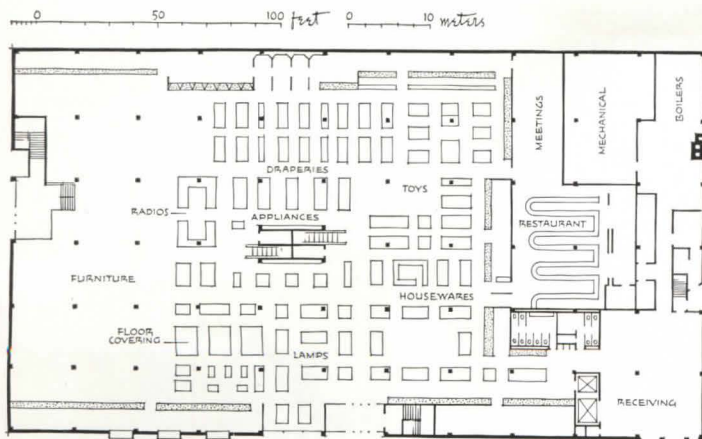 0 50 100 feet 0 10 meters
BOILERS
MEETINGS
MECHANICAL
DRAPERIES
TOYS
RADIOS
APPLIANCES
RESTAURANT
FURNITURE
HOUSEWARES
FLOOR
COVERING
LAMPS
RECEIVING